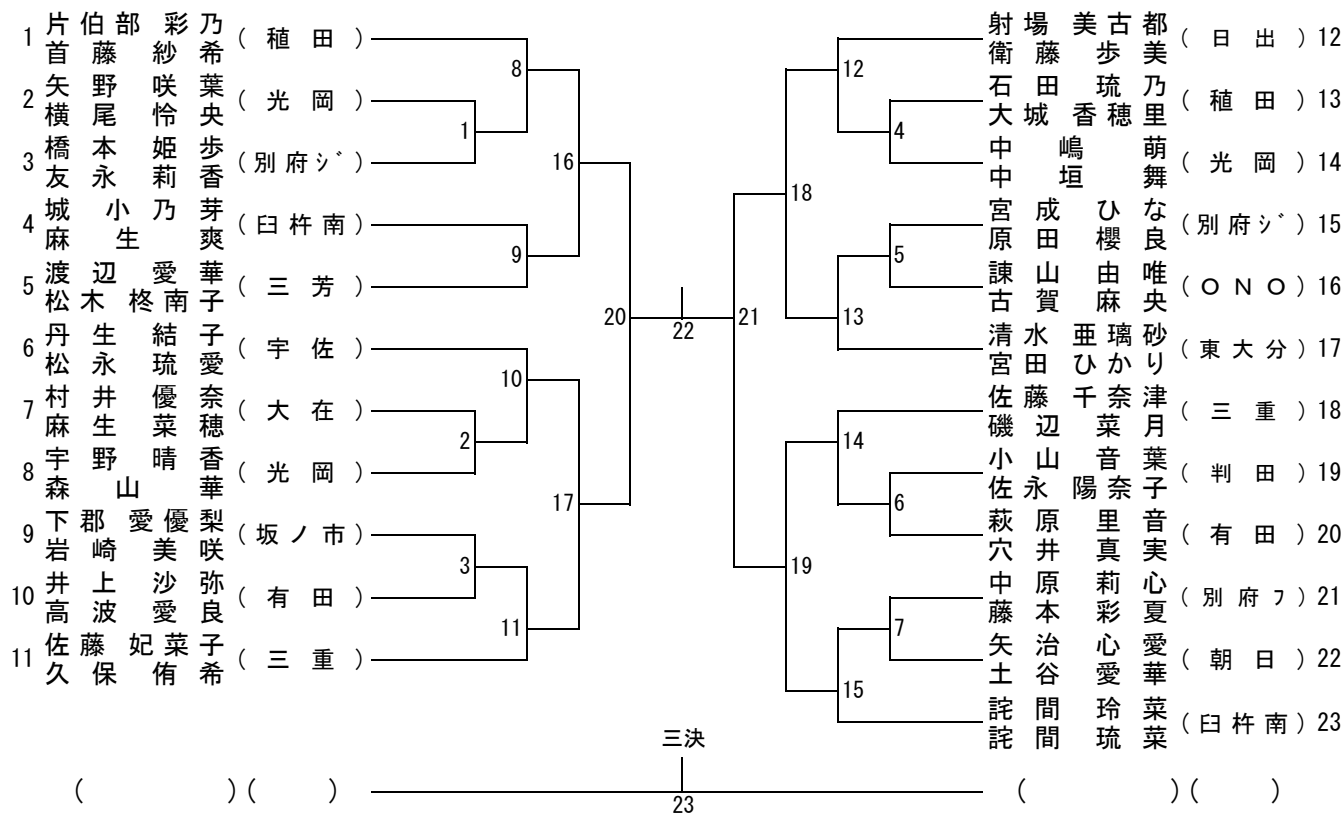 1 片伯部 彩乃 首藤 紗希 (稙田)
2 矢野 咲葉 横尾 怜央 (光岡)
3 橋本 姫歩 友永 莉香 (別府ｼﾞ)
4 城 小乃芽 麻生 爽 (臼杵南)
5 渡辺 愛華 松木 柊南子 (三芳)
6 丹生 結子 松永 琉愛 (宇佐)
7 村井 優奈 麻生 菜穂 (大在)
8 宇野 晴香 森山 華 (光岡)
9 下郡 愛優梨 岩崎 美咲 (坂ノ市)
10 井上 沙弥 高波 愛良 (有田)
11 佐藤 妃菜子 久保 侑希 (三重)
8
1
16
9
20
10
2
17
3
11
22
21
18
12
4
5
13
19
14
6
7
15
射場 美古都 衛藤 歩美 (日出) 12
石田 琉乃 大城 香穂里 (稙田) 13
中嶋 萌 中垣 舞 (光岡) 14
宮成 ひな 原田 櫻良 (別府ｼﾞ) 15
諌山 由唯 古賀 麻央 (ＯＮＯ) 16
清水 亜璃砂 宮田 ひかり (東大分) 17
佐藤 千奈津 磯辺 菜月 (三重) 18
小山 音葉 佐永 陽奈子 (判田) 19
萩原 里音 穴井 真実 (有田) 20
中原 莉心 藤本 彩夏 (別府ﾌ) 21
矢治 心愛 土谷 愛華 (朝日) 22
詫間 玲菜 詫間 琉菜 (臼杵南) 23
三決
( ) ( ) 23 ( ) ( )